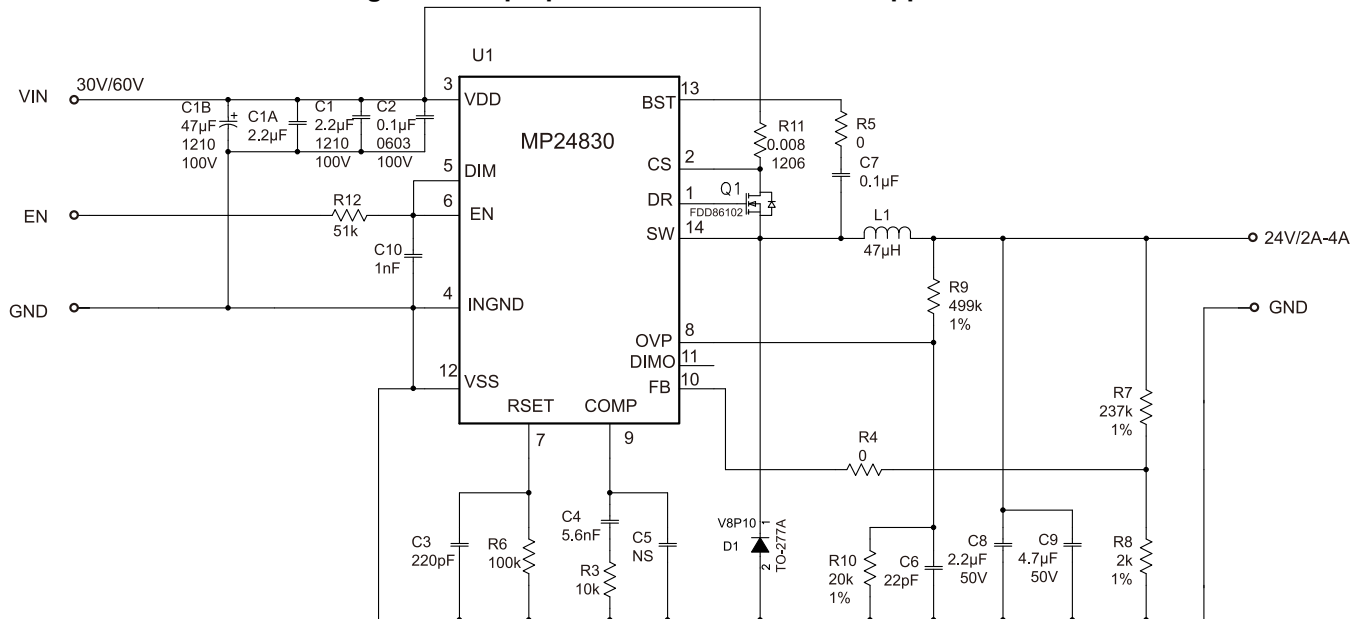 U1
VIN
30V/60V
C1B
47µF
1210
100V
C1A
2.2µF
C1
2.2µF
1210
100V
C2
0.1µF
0603
100V
3
VDD
MP24830
BST
13
R11
0.008
1206
R5
0
C7
0.1µF
5
DIM
CS
2
6
EN
DR
1
Q1
FDD86102
EN
R12
51k
SW
14
L1
47µH
24V/2A-4A
C10
1nF
GND
4
INGND
R9
499k
1%
GND
OVP
8
DIMO
11
FB
10
12
VSS
RSET
COMP
7
9
R7
237k
1%
R4
0
C3
220pF
R6
100k
C4
5.6nF
R3
10k
C5
NS
V8P10
1
D1
2
TO-277A
R10
20k
1%
C6
22pF
C8
2.2µF
50V
C9
4.7µF
50V
R8
2k
1%